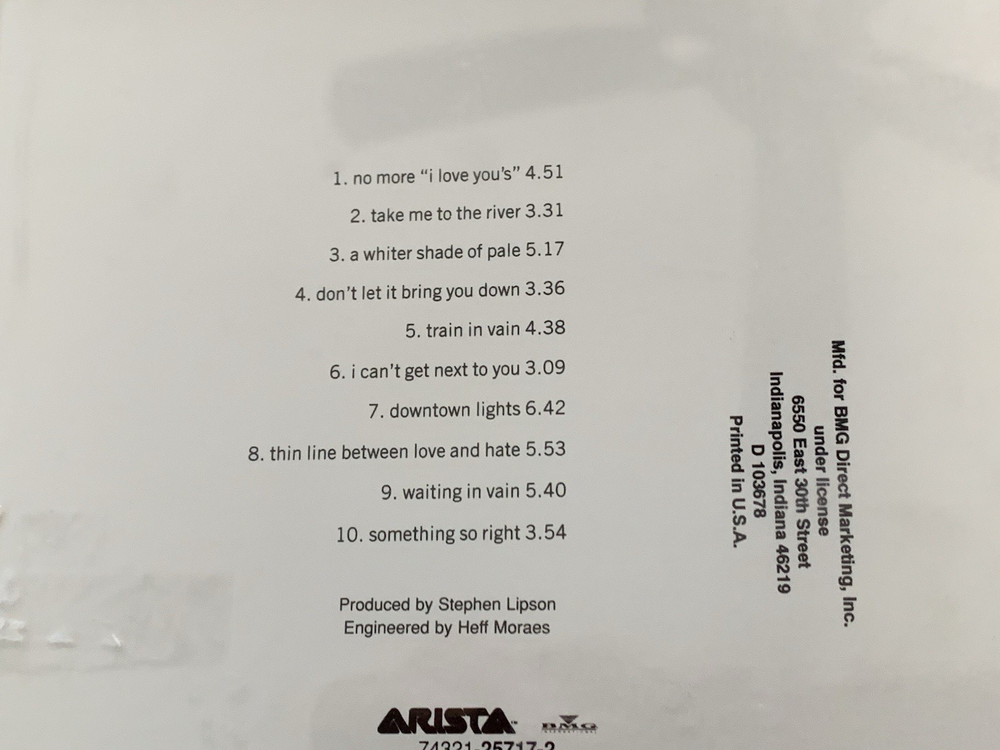 1. no more “i love you's” 4.51
2. take me to the river 3.31
3. a whiter shade of pale 5.17
4. don't let it bring you down 3.36
5. train in vain 4.38
6. i can't get next to you 3.09
7. downtown lights 6.42
8. thin line between love and hate 5.53
9. waiting in vain 5.40
10. something so right 3.54
Produced by Stephen Lipson
Engineered by Heff Moraes
ARISTA™ BMG
74321-25717-2
Mfd. for BMG Direct Marketing, Inc.
under license
6550 East 30th Street
Indianapolis, Indiana 46219
D 103678
Printed in U.S.A.